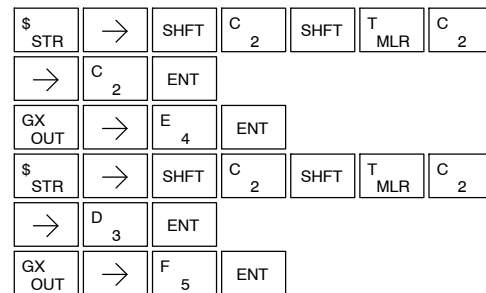 $ STR → SHFT C 2 SHFT T MLR C 2
→ C 2 ENT
GX OUT → E 4 ENT
$ STR → SHFT C 2 SHFT T MLR C 2
→ D 3 ENT
GX OUT → F 5 ENT